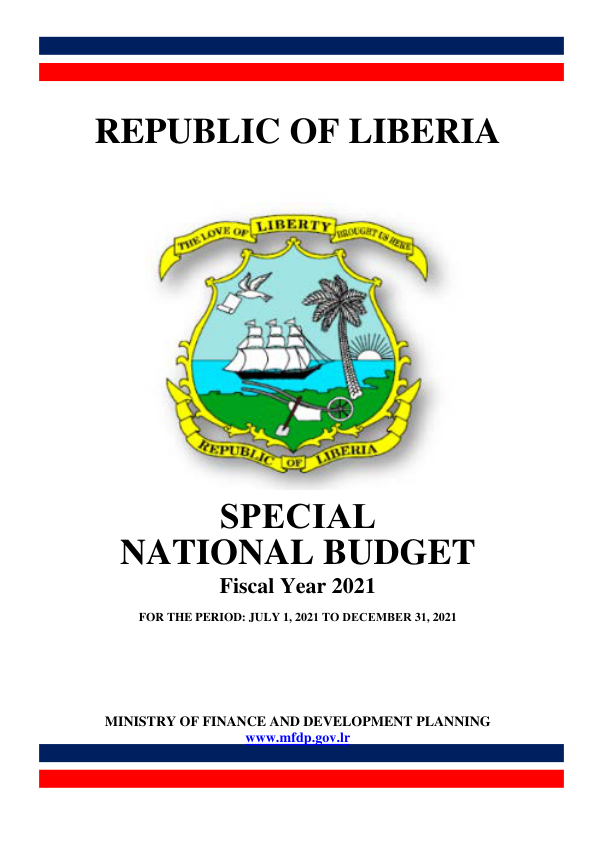 REPUBLIC OF LIBERIA
THE LOVE OF LIBERTY BROUGHT US HERE
REPUBLIC OF LIBERIA
SPECIAL
NATIONAL BUDGET
Fiscal Year 2021
FOR THE PERIOD: JULY 1, 2021 TO DECEMBER 31, 2021
MINISTRY OF FINANCE AND DEVELOPMENT PLANNING
www.mfdp.gov.lr